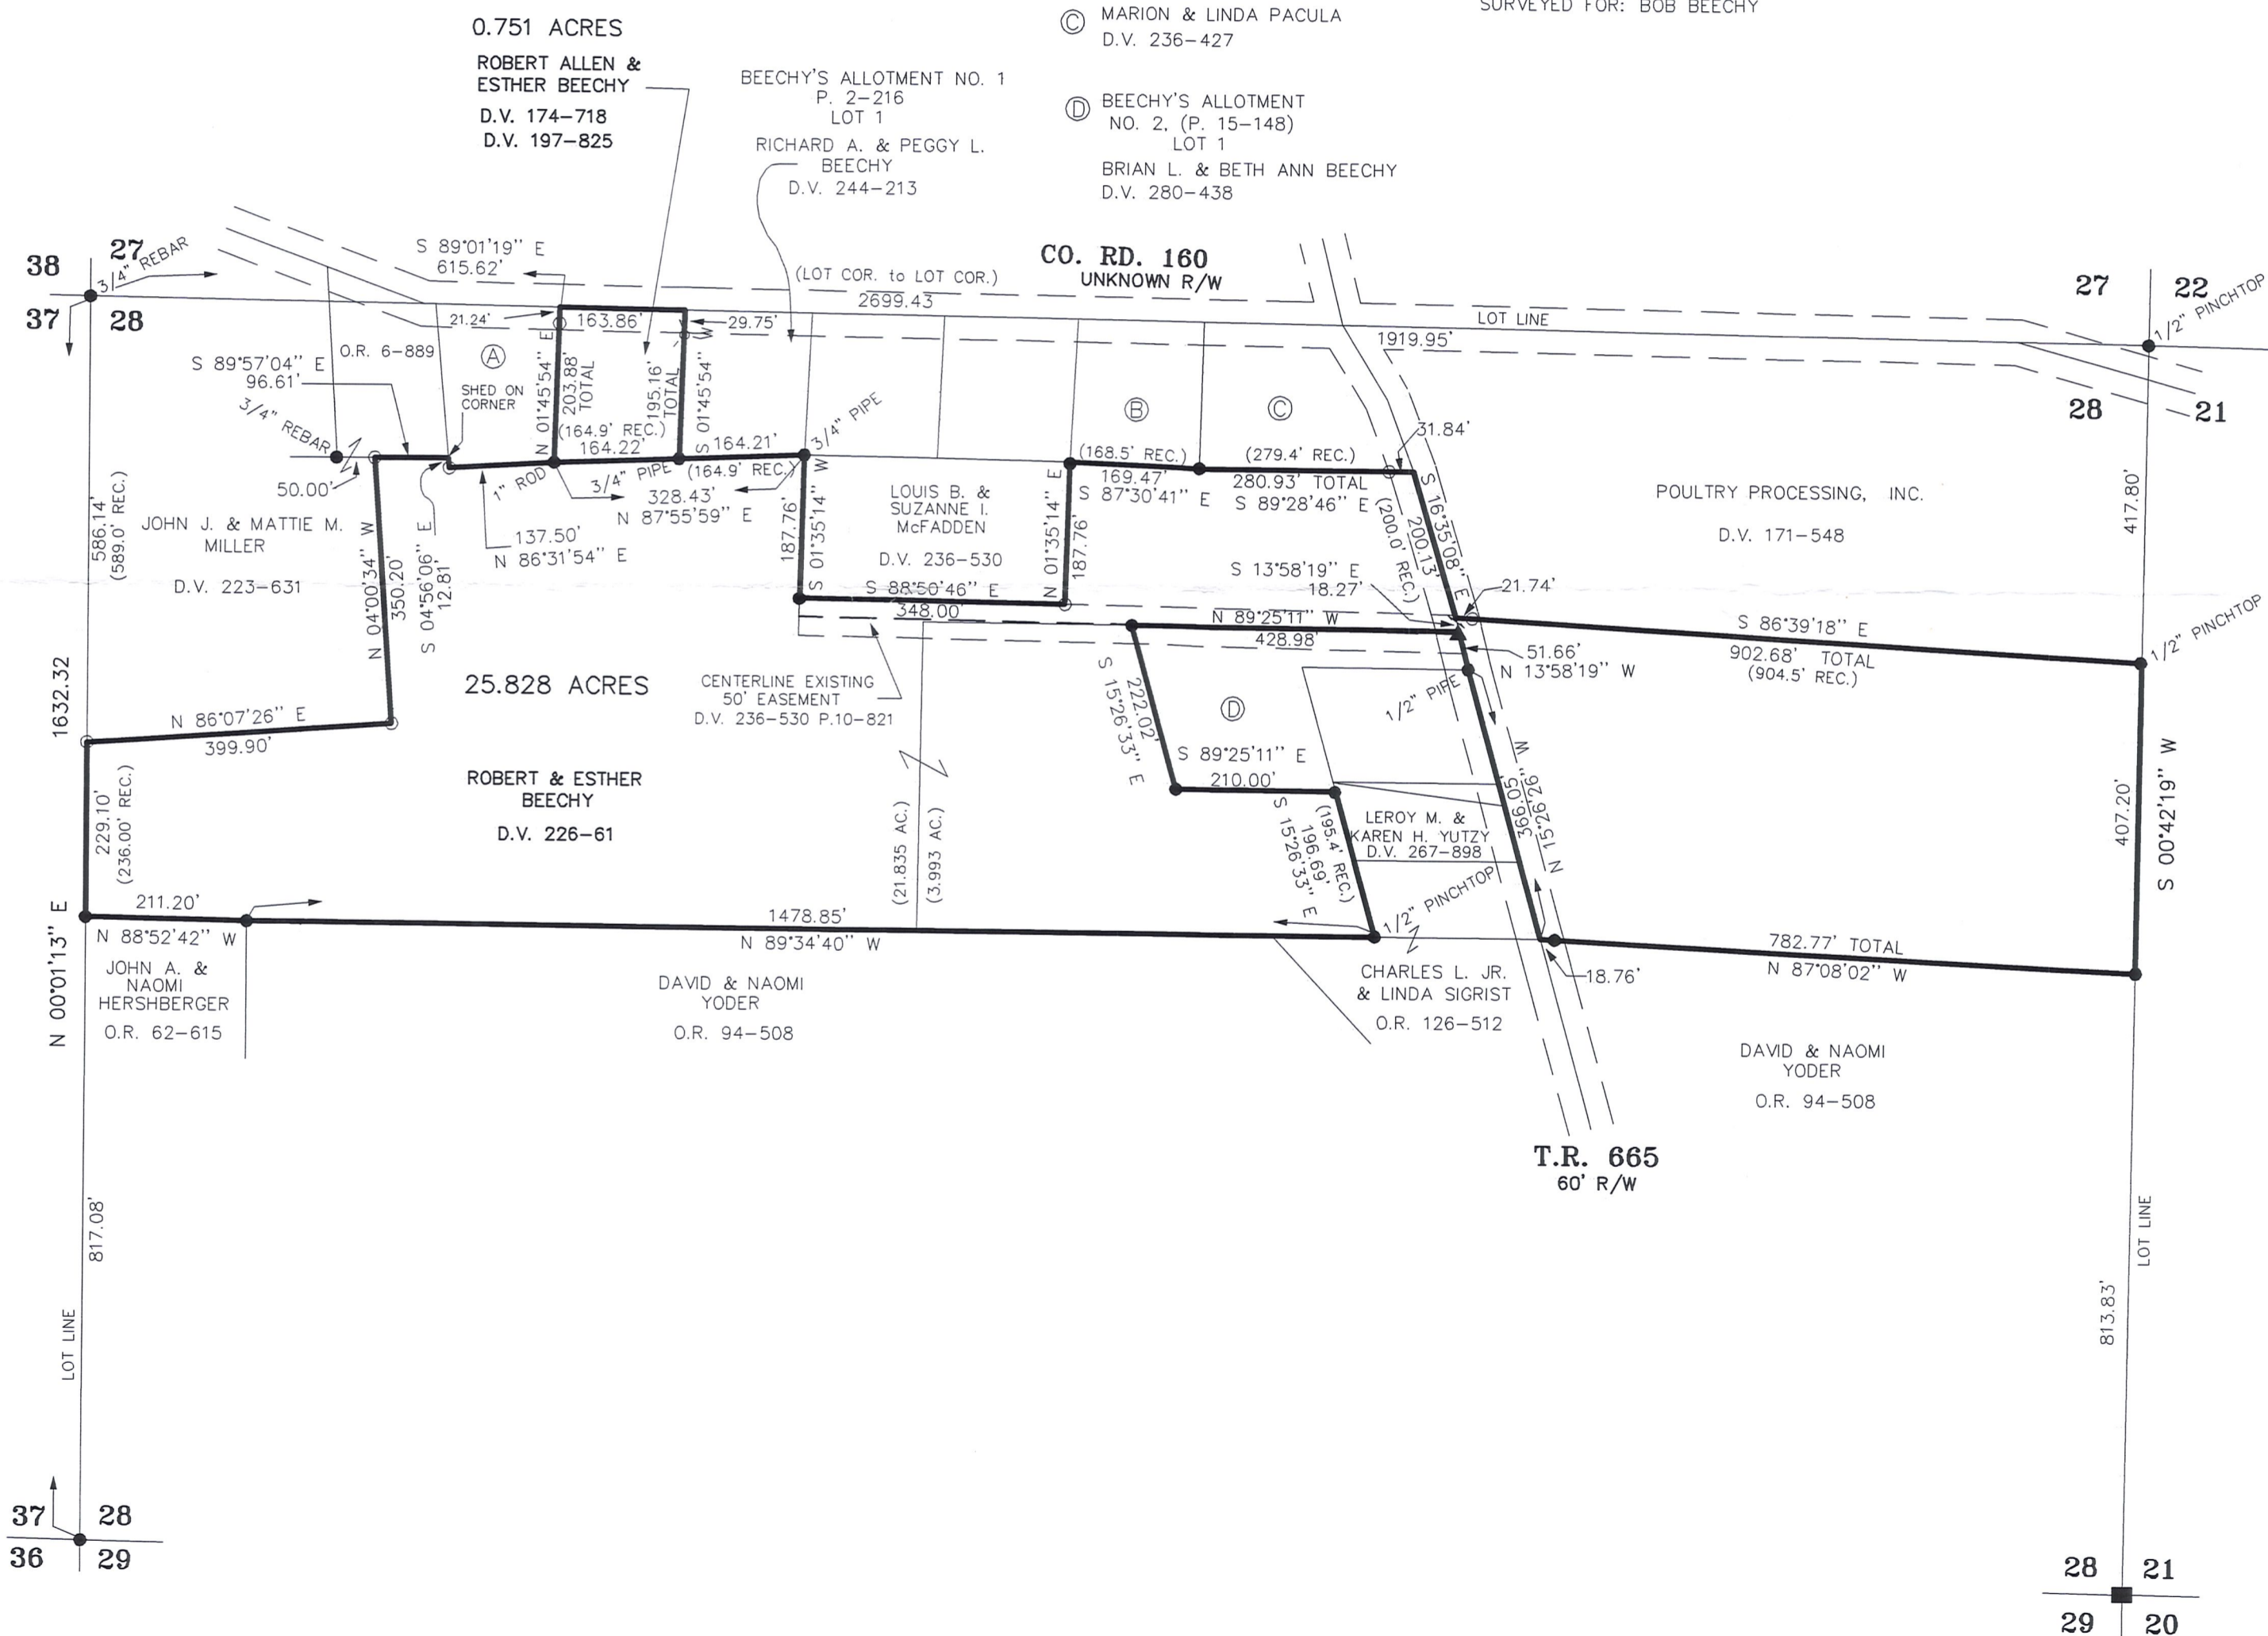 0.751 ACRES
ROBERT ALLEN &
ESTHER BEECHY
D.V. 174-718
D.V. 197-825
BEECHY'S ALLOTMENT NO. 1
P. 2-216
LOT 1
RICHARD A. & PEGGY L.
BEECHY
D.V. 244-213
Ⓒ MARION & LINDA PACULA
D.V. 236-427
Ⓓ BEECHY'S ALLOTMENT
NO. 2, (P. 15-148)
LOT 1
BRIAN L. & BETH ANN BEECHY
D.V. 280-438
SURVEYED FOR: BOB BEECHY
38 27
37 28
3/4" REBAR
S 89°01'19" E
615.62'
(LOT COR. to LOT COR.)
2699.43
CO. RD. 160
UNKNOWN R/W
LOT LINE
1919.95'
27 22
28 21
1/2" PINCHTOP
21.24'
163.86'
29.75'
S 89°57'04" E
96.61'
O.R. 6-889
Ⓐ
SHED ON
CORNER
3/4" REBAR
50.00'
N 01°45'54" E
203.88'
TOTAL
195.16'
TOTAL
S 01°45'54" W
(164.9' REC.)
164.22'
164.21'
(164.9' REC.)
3/4" PIPE
1" ROD
3/4" PIPE
328.43'
N 87°55'59" E
137.50'
N 86°31'54" E
S 04°56'06" E
12.81'
N 04°00'34" W
350.20'
586.14'
(589.0' REC.)
JOHN J. & MATTIE M.
MILLER
D.V. 223-631
187.76'
S 01°35'14" W
LOUIS B. &
SUZANNE I.
McFADDEN
D.V. 236-530
S 88°50'46" E
348.00'
N 01°35'14" E
187.76'
Ⓑ
Ⓒ
(168.5' REC.)
169.47'
S 87°30'41" E
(279.4' REC.)
280.93' TOTAL
S 89°28'46" E
31.84'
S 16°35'08" E
200.13'
(200.0' REC.)
POULTRY PROCESSING, INC.
D.V. 171-548
417.80'
S 13°58'19" E
18.27'
21.74'
N 89°25'11" W
428.98'
S 86°39'18" E
902.68' TOTAL
(904.5' REC.)
1/2" PINCHTOP
51.66'
N 13°58'19" W
1/2" PIPE
1632.32
N 00°01'13" E
25.828 ACRES
CENTERLINE EXISTING
50' EASEMENT
D.V. 236-530 P.10-821
N 86°07'26" E
399.90'
229.10'
(236.00' REC.)
ROBERT & ESTHER
BEECHY
D.V. 226-61
(21.835 AC.)
(3.993 AC.)
222.02'
S 15°26'33" E
Ⓓ
S 89°25'11" E
210.00'
(195.4' REC.)
196.69'
S 15°26'33" E
LEROY M. &
KAREN H. YUTZY
D.V. 267-898
366.05'
N 15°26'26" W
407.20'
S 00°42'19" W
211.20'
N 88°52'42" W
1478.85'
N 89°34'40" W
1/2" PINCHTOP
782.77' TOTAL
N 87°08'02" W
18.76'
JOHN A. &
NAOMI
HERSHBERGER
O.R. 62-615
DAVID & NAOMI
YODER
O.R. 94-508
CHARLES L. JR.
& LINDA SIGRIST
O.R. 126-512
DAVID & NAOMI
YODER
O.R. 94-508
T.R. 665
60' R/W
817.08'
LOT LINE
LOT LINE
813.83'
37 28
36 29
28 21
29 20